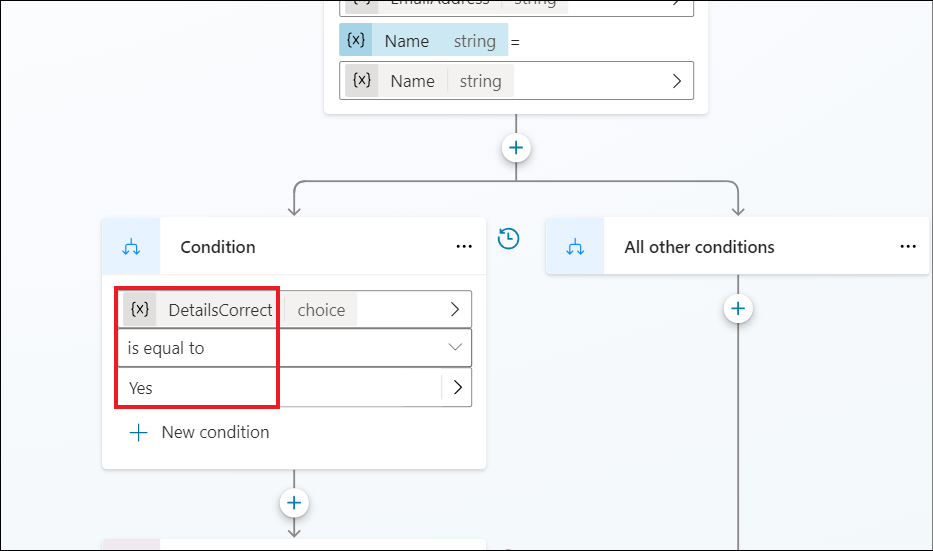 EmailAddress string
{x} Name string =
{x} Name string
Condition ...
All other conditions ...
{x} DetailsCorrect choice
is equal to
Yes
New condition